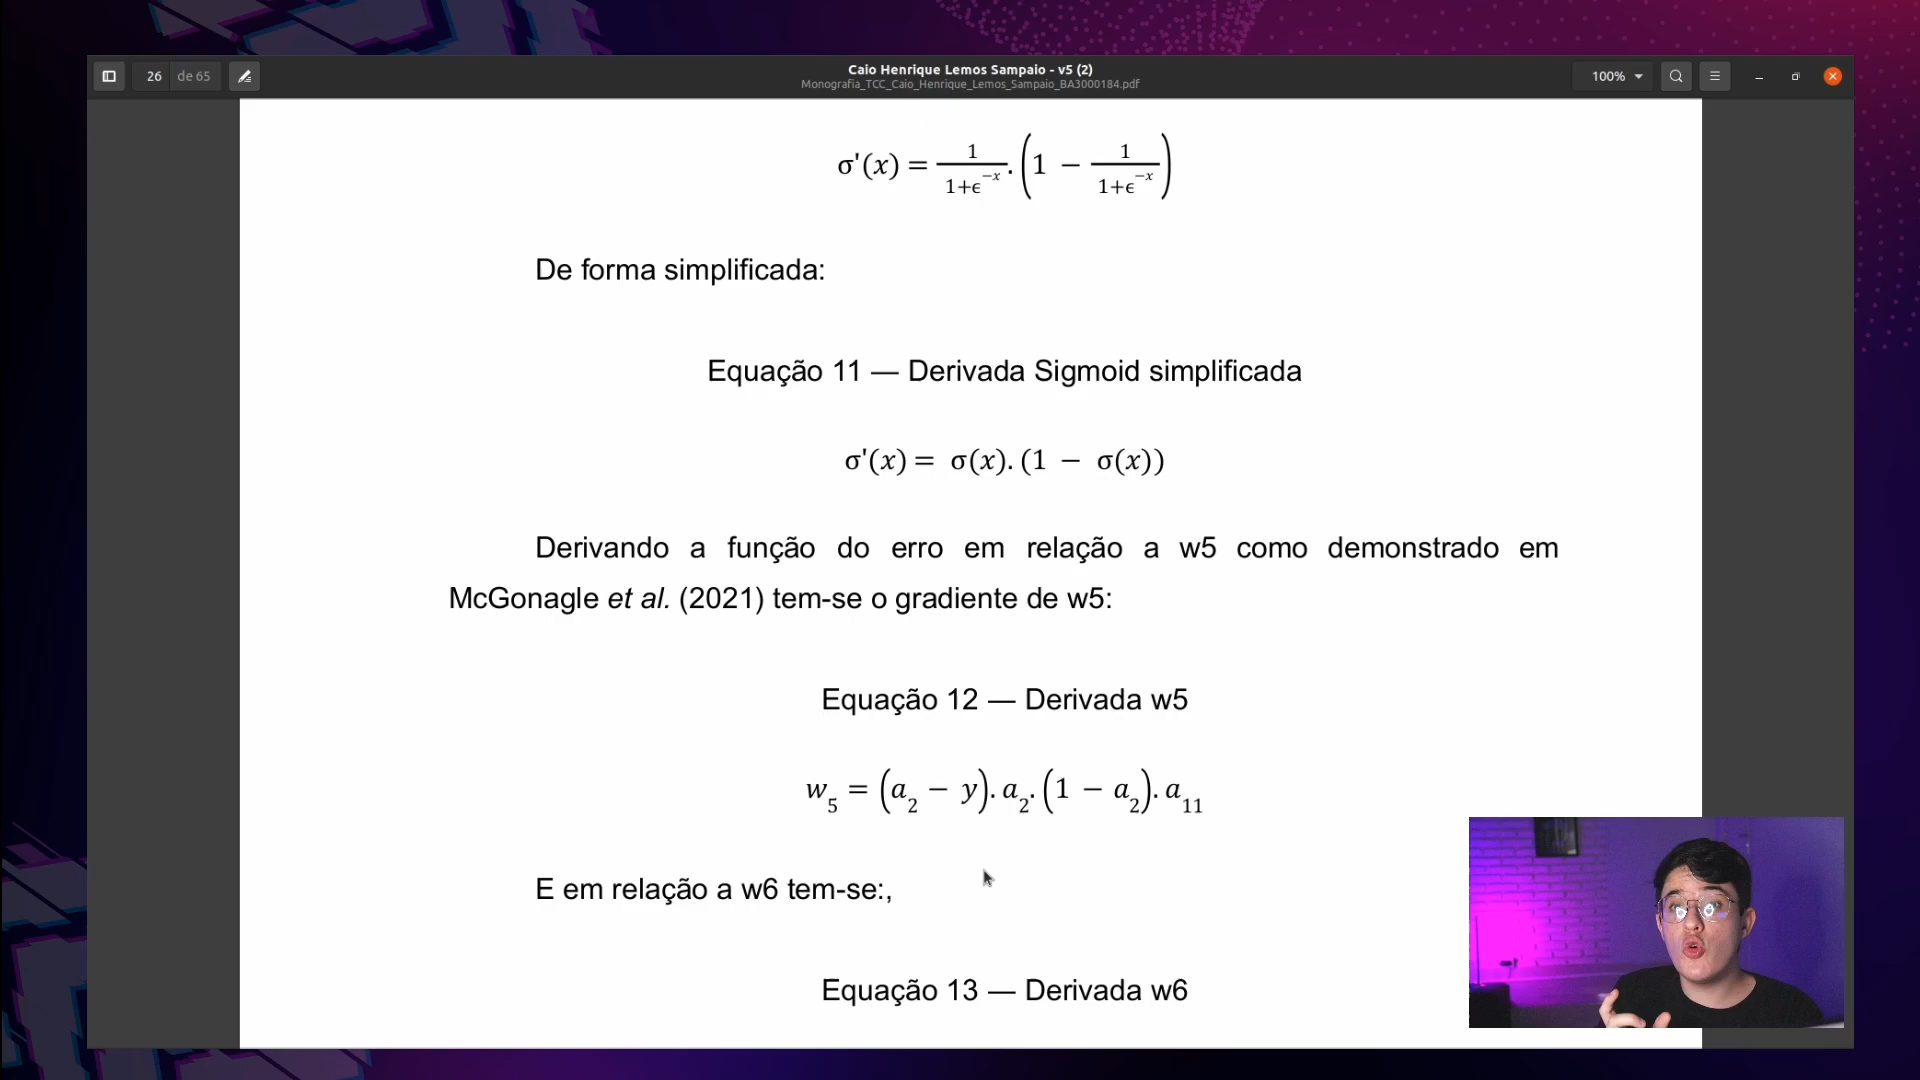 26 de 65
Caio Henrique Lemos Sampaio - v5 (2)
Monografia_TCC_Caio_Henrique_Lemos_Sampaio_BA3000184.pdf
100%
σ'(x) = 1/(1+ϵ^(−x)) . (1 − 1/(1+ϵ^(−x)))
De forma simplificada:
Equação 11 — Derivada Sigmoid simplificada
σ'(x) = σ(x). (1 − σ(x))
Derivando a função do erro em relação a w5 como demonstrado em
McGonagle et al. (2021) tem-se o gradiente de w5:
Equação 12 — Derivada w5
w₅ = (a₂ − y). a₂. (1 − a₂). a₁₁
E em relação a w6 tem-se:,
Equação 13 — Derivada w6